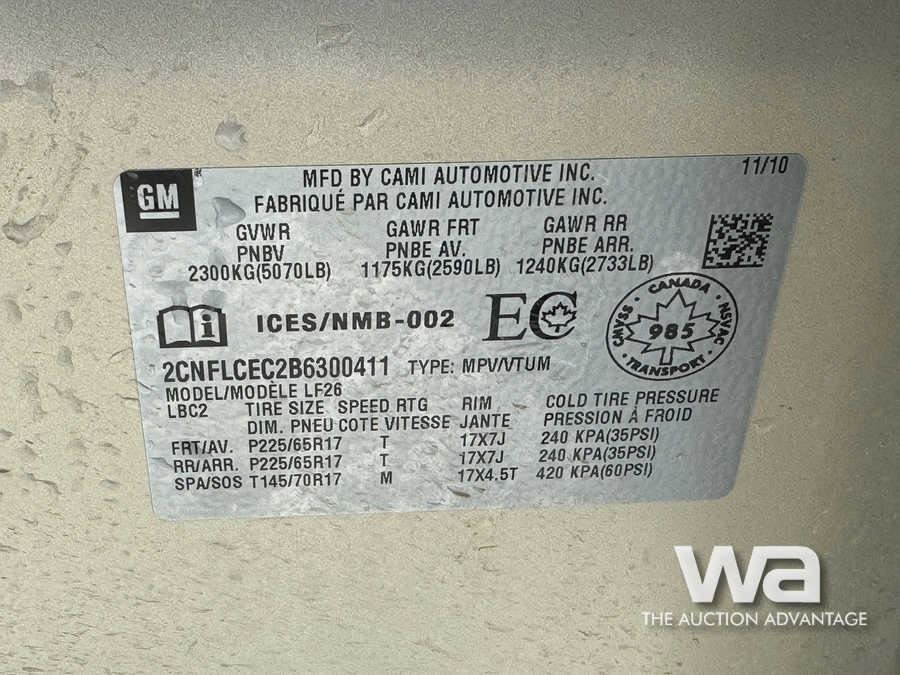 GM
MFD BY CAMI AUTOMOTIVE INC.
11/10
FABRIQUÉ PAR CAMI AUTOMOTIVE INC.
GVWR GAWR FRT GAWR RR
PNBV PNBE AV. PNBE ARR.
2300KG(5070LB) 1175KG(2590LB) 1240KG(2733LB)
i ICES/NMB-002 EC
CANADA
CMVSS NSVAC
985
TRANSPORT
2CNFLCEC2B6300411 TYPE: MPV/VTUM
MODEL/MODÈLE LF26
LBC2 TIRE SIZE SPEED RTG RIM COLD TIRE PRESSURE
DIM. PNEU COTE VITESSE JANTE PRESSION À FROID
FRT/AV. P225/65R17 T 17X7J 240 KPA(35PSI)
RR/ARR. P225/65R17 T 17X7J 240 KPA(35PSI)
SPA/SOS T145/70R17 M 17X4.5T 420 KPA(60PSI)
wa
THE AUCTION ADVANTAGE